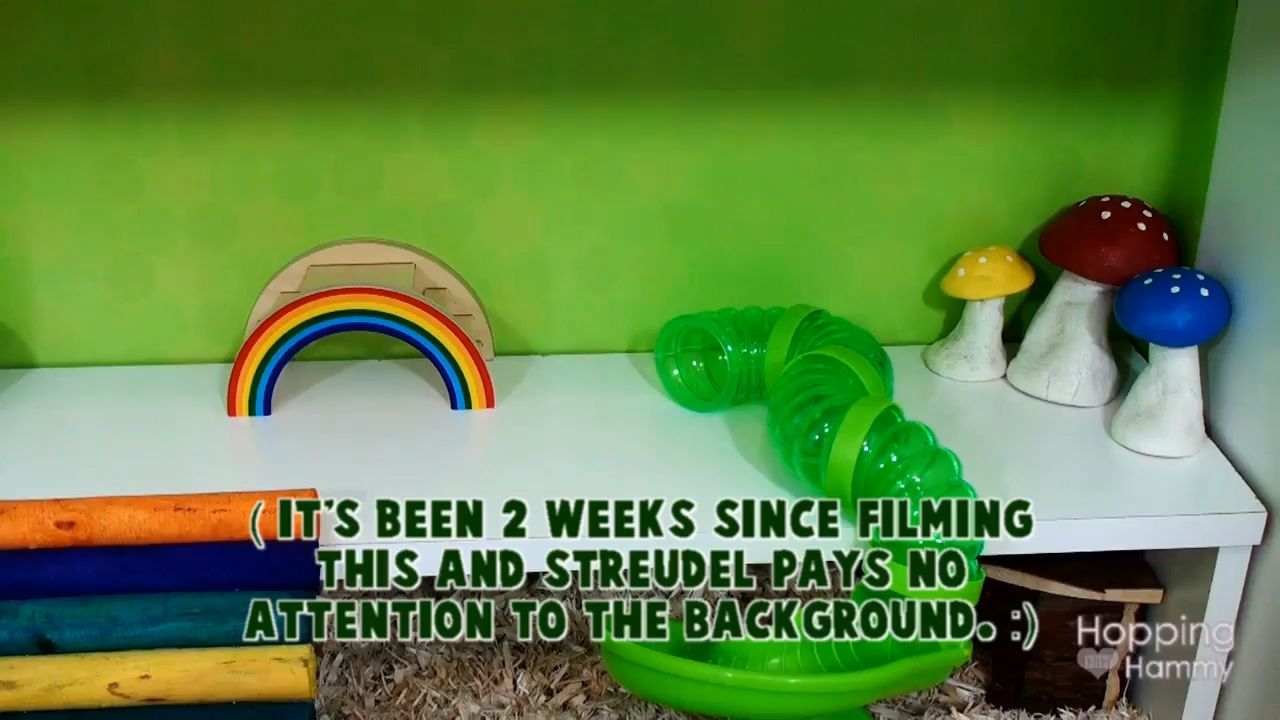 ( IT'S BEEN 2 WEEKS SINCE FILMING
THIS AND STREUDEL PAYS NO
ATTENTION TO THE BACKGROUND. :)
Hopping
Hammy